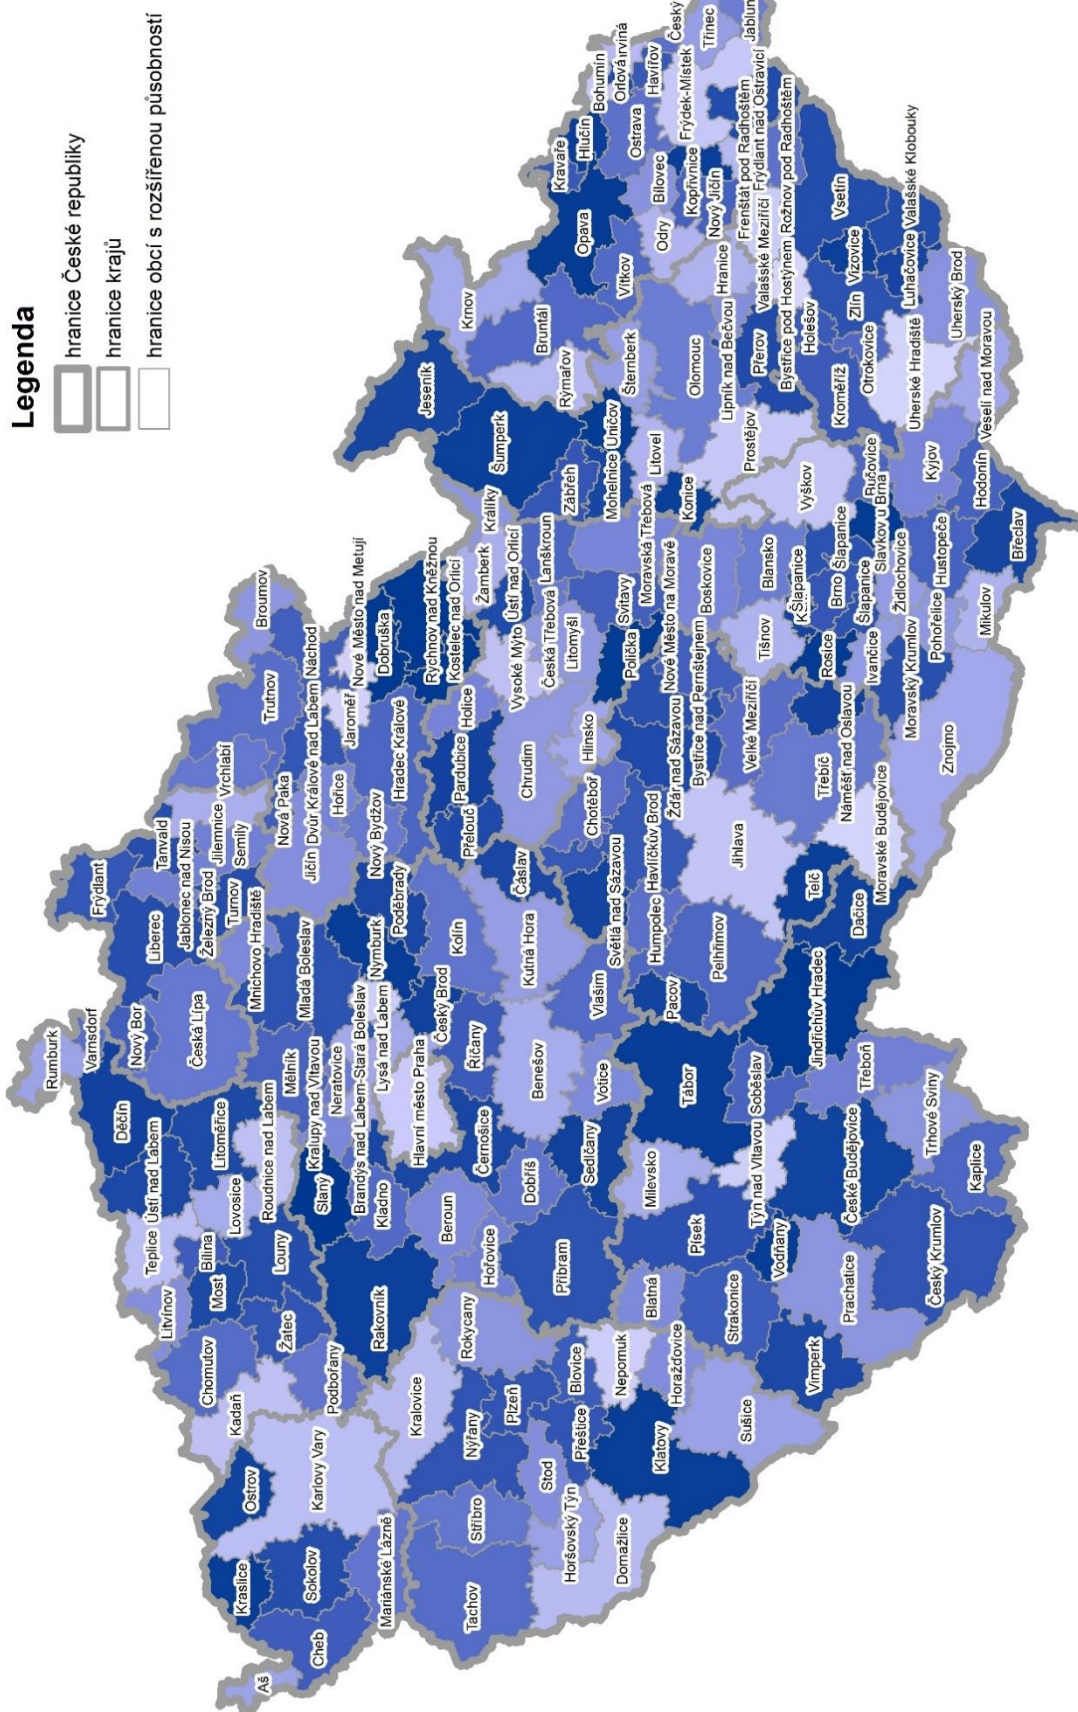 Legenda
hranice České republiky
hranice krajů
hranice obcí s rozšířenou působností
Rumburk
Varnsdorf
Děčín
Ústí nad Labem
Teplice
Litvínov
Bílina
Most
Lovosice
Litoměřice
Roudnice nad Labem
Louny
Žatec
Chomutov
Kadaň
Podbořany
Nový Bor
Česká Lípa
Frýdlant
Liberec
Tanvald
Jablonec nad Nisou
Železný Brod
Jilemnice
Semily
Turnov
Mnichovo Hradiště
Mladá Boleslav
Mělník
Kralupy nad Vltavou
Neratovice
Brandýs nad Labem-Stará Boleslav
Lysá nad Labem
Nymburk
Poděbrady
Český Brod
Kolín
Kutná Hora
Čáslav
Hlavní město Praha
Říčany
Černošice
Slaný
Kladno
Rakovník
Beroun
Hořovice
Dobříš
Příbram
Sedlčany
Benešov
Votice
Vlašim
Vrchlabí
Trutnov
Broumov
Náchod
Nová Paka
Dvůr Králové nad Labem
Jičín
Hořice
Jaroměř
Nové Město nad Metují
Dobruška
Nový Bydžov
Hradec Králové
Rychnov nad Kněžnou
Kostelec nad Orlicí
Pardubice
Holice
Přelouč
Chrudim
Hlinsko
Vysoké Mýto
Žamberk
Králíky
Ústí nad Orlicí
Česká Třebová
Lanškroun
Litomyšl
Svitavy
Moravská Třebová
Polička
Aš
Cheb
Kraslice
Sokolov
Ostrov
Karlovy Vary
Mariánské Lázně
Tachov
Stříbro
Kralovice
Nýřany
Plzeň
Rokycany
Stod
Horšovský Týn
Domažlice
Přeštice
Blovice
Nepomuk
Klatovy
Horažďovice
Sušice
Blatná
Strakonice
Písek
Milevsko
Tábor
Soběslav
Týn nad Vltavou
Vodňany
Vimperk
Prachatice
Český Krumlov
České Budějovice
Kaplice
Trhové Sviny
Třeboň
Jindřichův Hradec
Dačice
Pacov
Pelhřimov
Humpolec
Světlá nad Sázavou
Havlíčkův Brod
Chotěboř
Žďár nad Sázavou
Nové Město na Moravě
Bystřice nad Pernštejnem
Velké Meziříčí
Jihlava
Telč
Třebíč
Náměšť nad Oslavou
Moravské Budějovice
Znojmo
Moravský Krumlov
Ivančice
Rosice
Tišnov
Boskovice
Blansko
Šlapanice
Brno
Šlapanice
Šlapanice
Slavkov u Brna
Bučovice
Vyškov
Židlochovice
Pohořelice
Hustopeče
Mikulov
Břeclav
Hodonín
Kyjov
Veselí nad Moravou
Jeseník
Šumperk
Zábřeh
Mohelnice
Uničov
Litovel
Konice
Prostějov
Šternberk
Olomouc
Lipník nad Bečvou
Přerov
Hranice
Rýmařov
Bruntál
Krnov
Opava
Vítkov
Odry
Bílovec
Kravaře
Hlučín
Ostrava
Bohumín
Orlová
Havířov
Český
Třinec
Jablun
Frýdek-Místek
Kopřivnice
Nový Jičín
Frenštát pod Radhoštěm
Frýdlant nad Ostravicí
Valašské Meziříčí
Rožnov pod Radhoštěm
Bystřice pod Hostýnem
Holešov
Kroměříž
Otrokovice
Zlín
Vizovice
Vsetín
Luhačovice
Valašské Klobouky
Uherské Hradiště
Uherský Brod